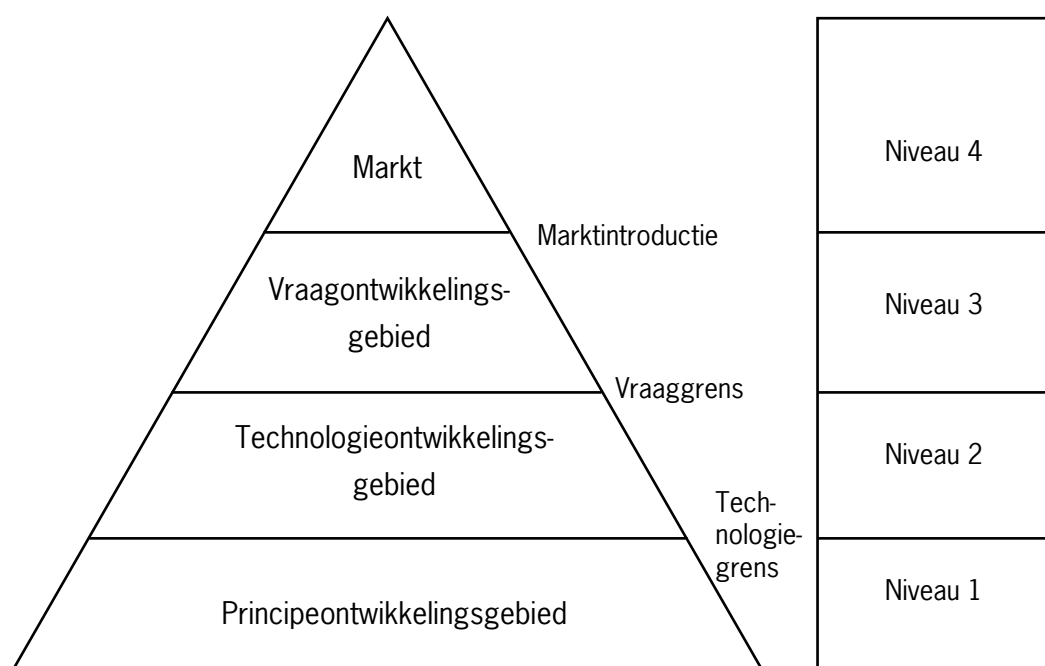 Markt
Niveau 4
Marktintroductie
Vraagontwikkelings-
gebied
Niveau 3
Vraaggrens
Technologieontwikkelings-
gebied
Niveau 2
Tech-
nologie-
grens
Principeontwikkelingsgebied
Niveau 1